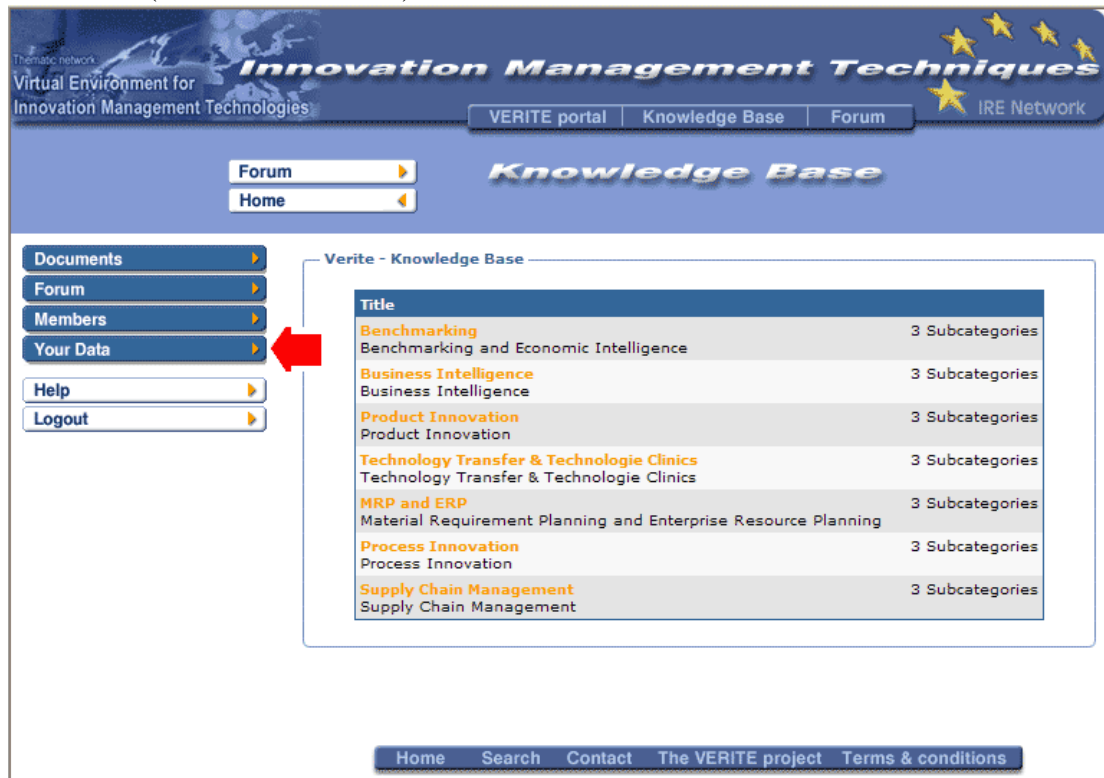 Thematic network
Virtual Environment for
Innovation Management Technologies
Innovation Management Techniques
IRE Network
VERITE portal | Knowledge Base | Forum
Forum
Home
Knowledge Base
Documents
Forum
Members
Your Data
Help
Logout
Verite - Knowledge Base
Title
Benchmarking 3 Subcategories
Benchmarking and Economic Intelligence
Business Intelligence 3 Subcategories
Business Intelligence
Product Innovation 3 Subcategories
Product Innovation
Technology Transfer & Technologie Clinics 3 Subcategories
Technology Transfer & Technologie Clinics
MRP and ERP 3 Subcategories
Material Requirement Planning and Enterprise Resource Planning
Process Innovation 3 Subcategories
Process Innovation
Supply Chain Management 3 Subcategories
Supply Chain Management
Home Search Contact The VERITE project Terms & conditions